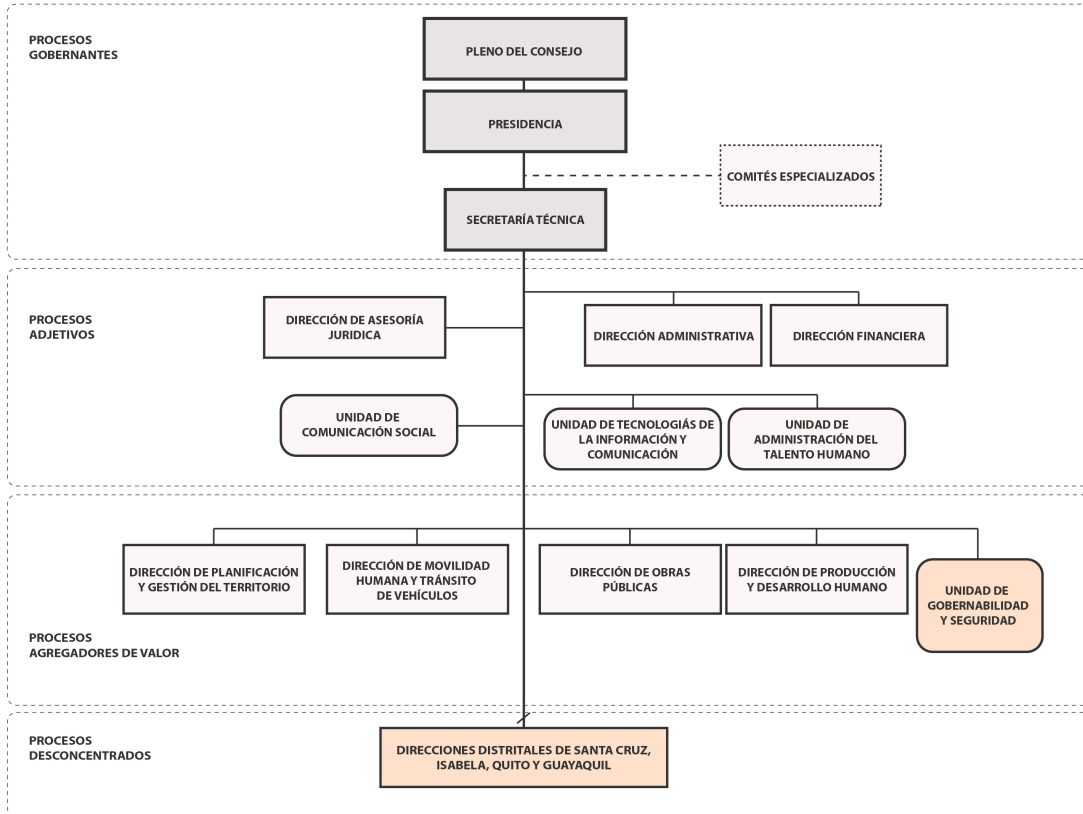 PROCESOS
GOBERNANTES
PLENO DEL CONSEJO
PRESIDENCIA
COMITÉS ESPECIALIZADOS
SECRETARÍA TÉCNICA
PROCESOS
ADJETIVOS
DIRECCIÓN DE ASESORÍA
JURIDICA
DIRECCIÓN ADMINISTRATIVA
DIRECCIÓN FINANCIERA
UNIDAD DE
COMUNICACIÓN SOCIAL
UNIDAD DE TECNOLOGIÁS DE
LA INFORMACIÓN Y
COMUNICACIÓN
UNIDAD DE
ADMINISTRACIÓN DEL
TALENTO HUMANO
DIRECCIÓN DE PLANIFICACIÓN
Y GESTIÓN DEL TERRITORIO
DIRECCIÓN DE MOVILIDAD
HUMANA Y TRÁNSITO
DE VEHÍCULOS
DIRECCIÓN DE OBRAS
PÚBLICAS
DIRECCIÓN DE PRODUCCIÓN
Y DESARROLLO HUMANO
UNIDAD DE
GOBERNABILIDAD
Y SEGURIDAD
PROCESOS
AGREGADORES DE VALOR
PROCESOS
DESCONCENTRADOS
DIRECCIONES DISTRITALES DE SANTA CRUZ,
ISABELA, QUITO Y GUAYAQUIL